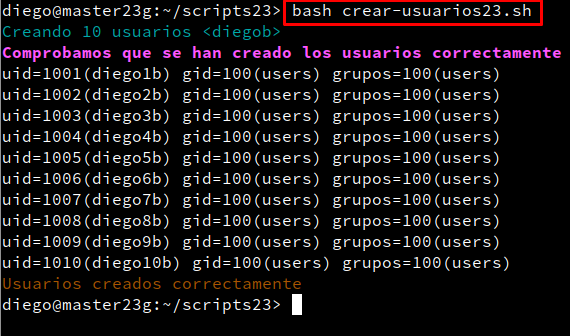 diego@master23g:~/scripts23> bash crear-usuarios23.sh
Creando 10 usuarios <diegob>
Comprobamos que se han creado los usuarios correctamente
uid=1001(diego1b) gid=100(users) grupos=100(users)
uid=1002(diego2b) gid=100(users) grupos=100(users)
uid=1003(diego3b) gid=100(users) grupos=100(users)
uid=1004(diego4b) gid=100(users) grupos=100(users)
uid=1005(diego5b) gid=100(users) grupos=100(users)
uid=1006(diego6b) gid=100(users) grupos=100(users)
uid=1007(diego7b) gid=100(users) grupos=100(users)
uid=1008(diego8b) gid=100(users) grupos=100(users)
uid=1009(diego9b) gid=100(users) grupos=100(users)
uid=1010(diego10b) gid=100(users) grupos=100(users)
Usuarios creados correctamente
diego@master23g:~/scripts23>